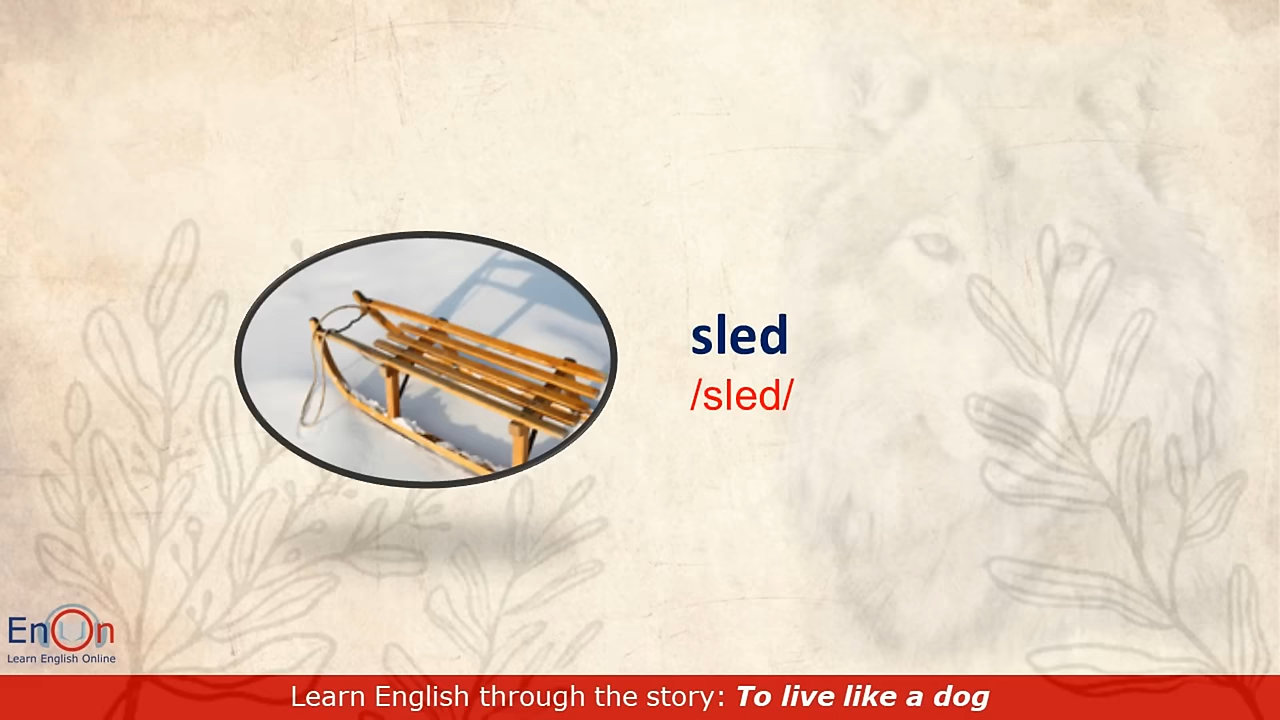 sled
/sled/
EnOn
Learn English Online
Learn English through the story: To live like a dog